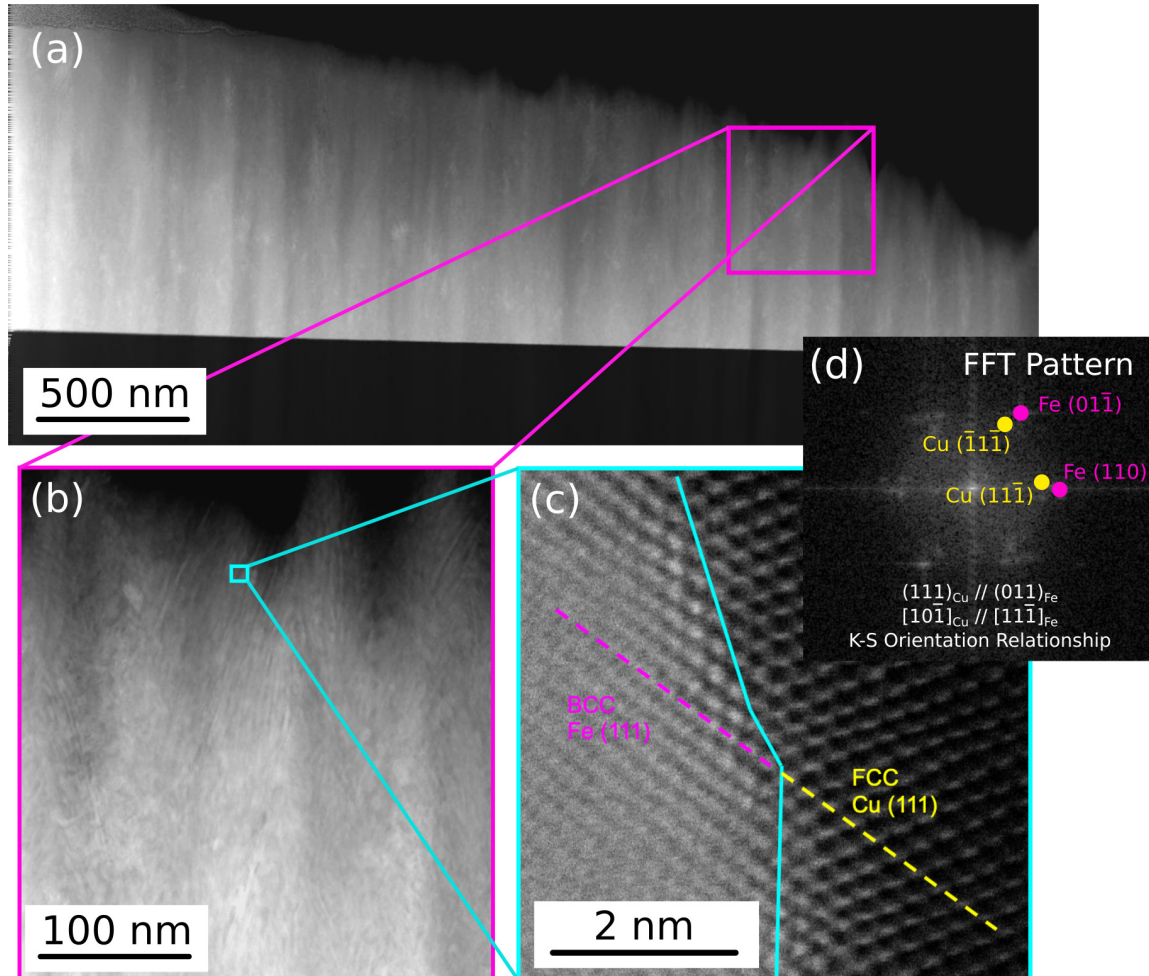 (a)
500 nm
(b)
100 nm
(c)
BCC
Fe (111)
FCC
Cu (111)
2 nm
(d)
FFT Pattern
Fe (011̅)
Cu (1̅11̅)
Fe (110)
Cu (111̅)
(111)Cu // (011)Fe
[101̅]Cu // [111̅]Fe
K-S Orientation Relationship